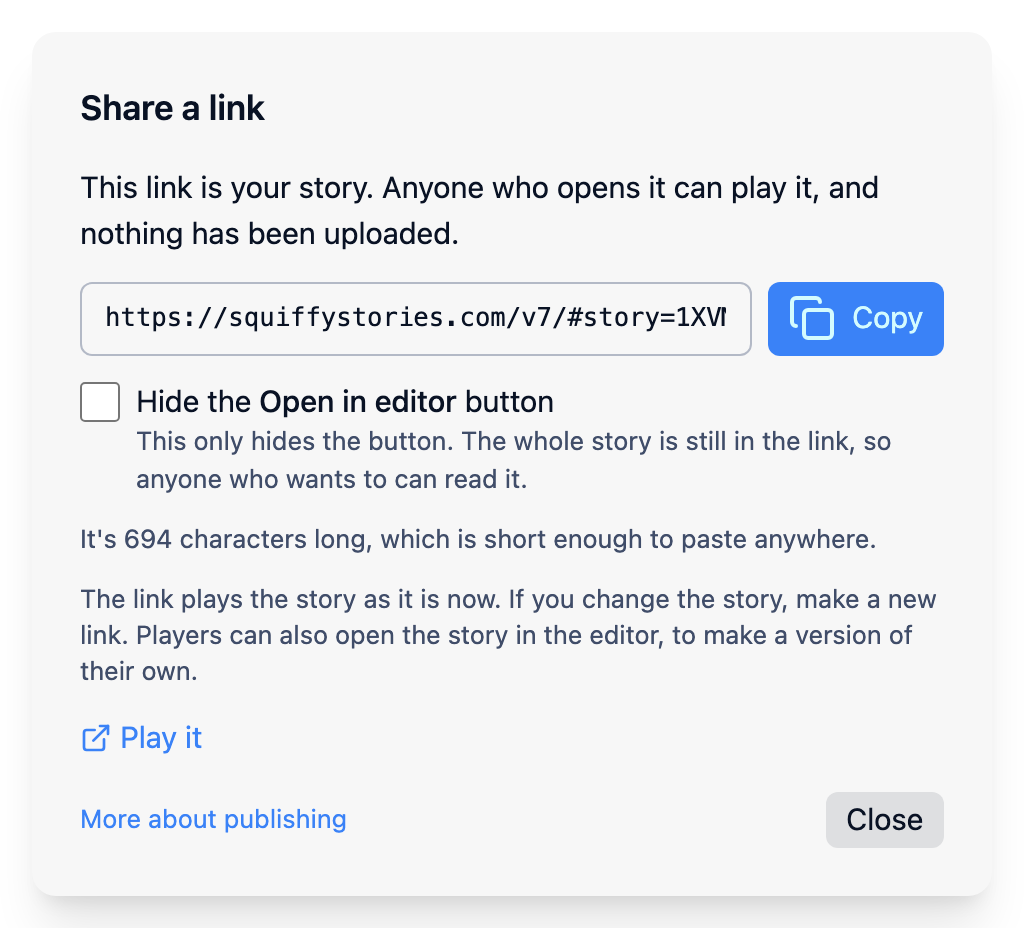 Share a link
This link is your story. Anyone who opens it can play it, and
nothing has been uploaded.
https://squiffystories.com/v7/#story=1XV
Copy
Hide the Open in editor button
This only hides the button. The whole story is still in the link, so
anyone who wants to can read it.
It's 694 characters long, which is short enough to paste anywhere.
The link plays the story as it is now. If you change the story, make a new
link. Players can also open the story in the editor, to make a version of
their own.
Play it
More about publishing
Close